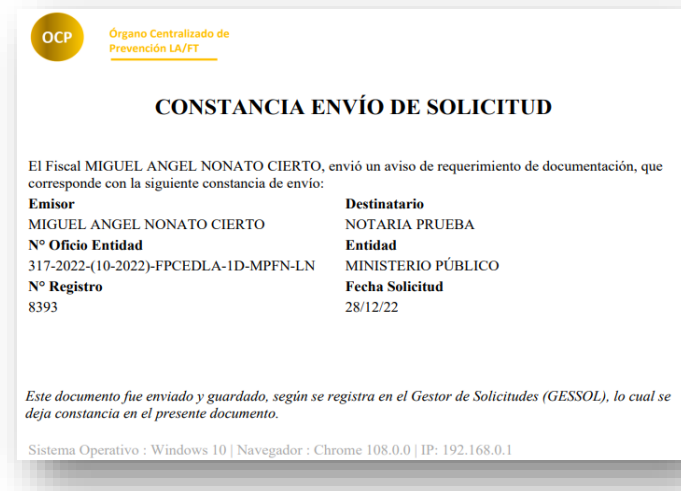 OCP
Órgano Centralizado de
Prevención LA/FT
CONSTANCIA ENVÍO DE SOLICITUD
El Fiscal MIGUEL ANGEL NONATO CIERTO, envió un aviso de requerimiento de documentación, que
corresponde con la siguiente constancia de envío:
Emisor Destinatario
MIGUEL ANGEL NONATO CIERTO NOTARIA PRUEBA
N° Oficio Entidad Entidad
317-2022-(10-2022)-FPCEDLA-1D-MPFN-LN MINISTERIO PÚBLICO
N° Registro Fecha Solicitud
8393 28/12/22
Este documento fue enviado y guardado, según se registra en el Gestor de Solicitudes (GESSOL), lo cual se
deja constancia en el presente documento.
Sistema Operativo : Windows 10 | Navegador : Chrome 108.0.0 | IP: 192.168.0.1